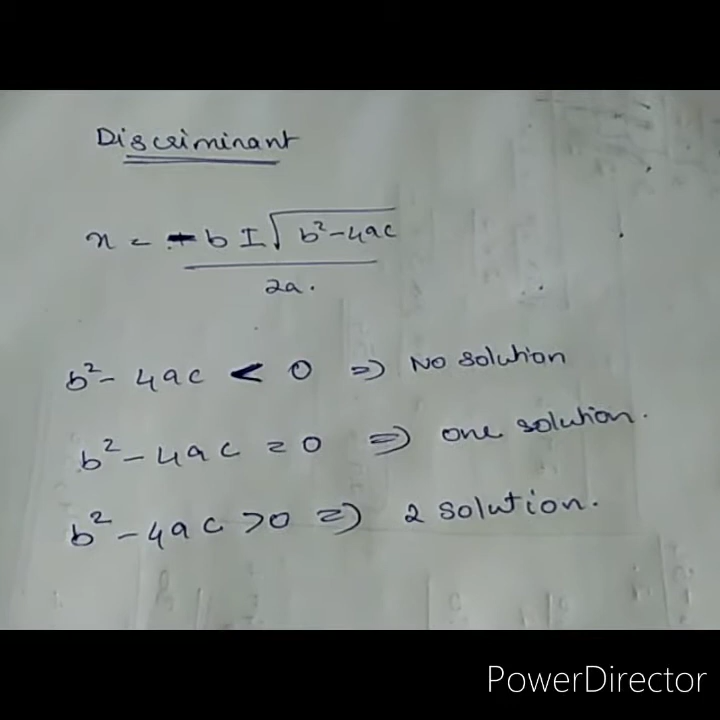 Discriminant
x = -b ± √b²-4ac
2a.
b²- 4ac < 0 => No solution
b²-4ac = 0 => one solution.
b²-4ac >0 => 2 solution.
PowerDirector